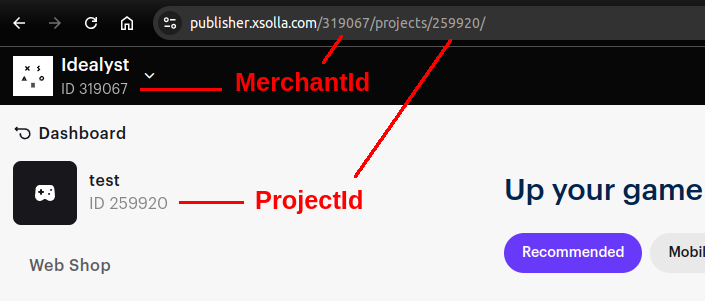 publisher.xsolla.com/319067/projects/259920/
Idealyst
ID 319067
MerchantId
Dashboard
test
ID 259920
ProjectId
Up your game
Recommended
Mobil
Web Shop